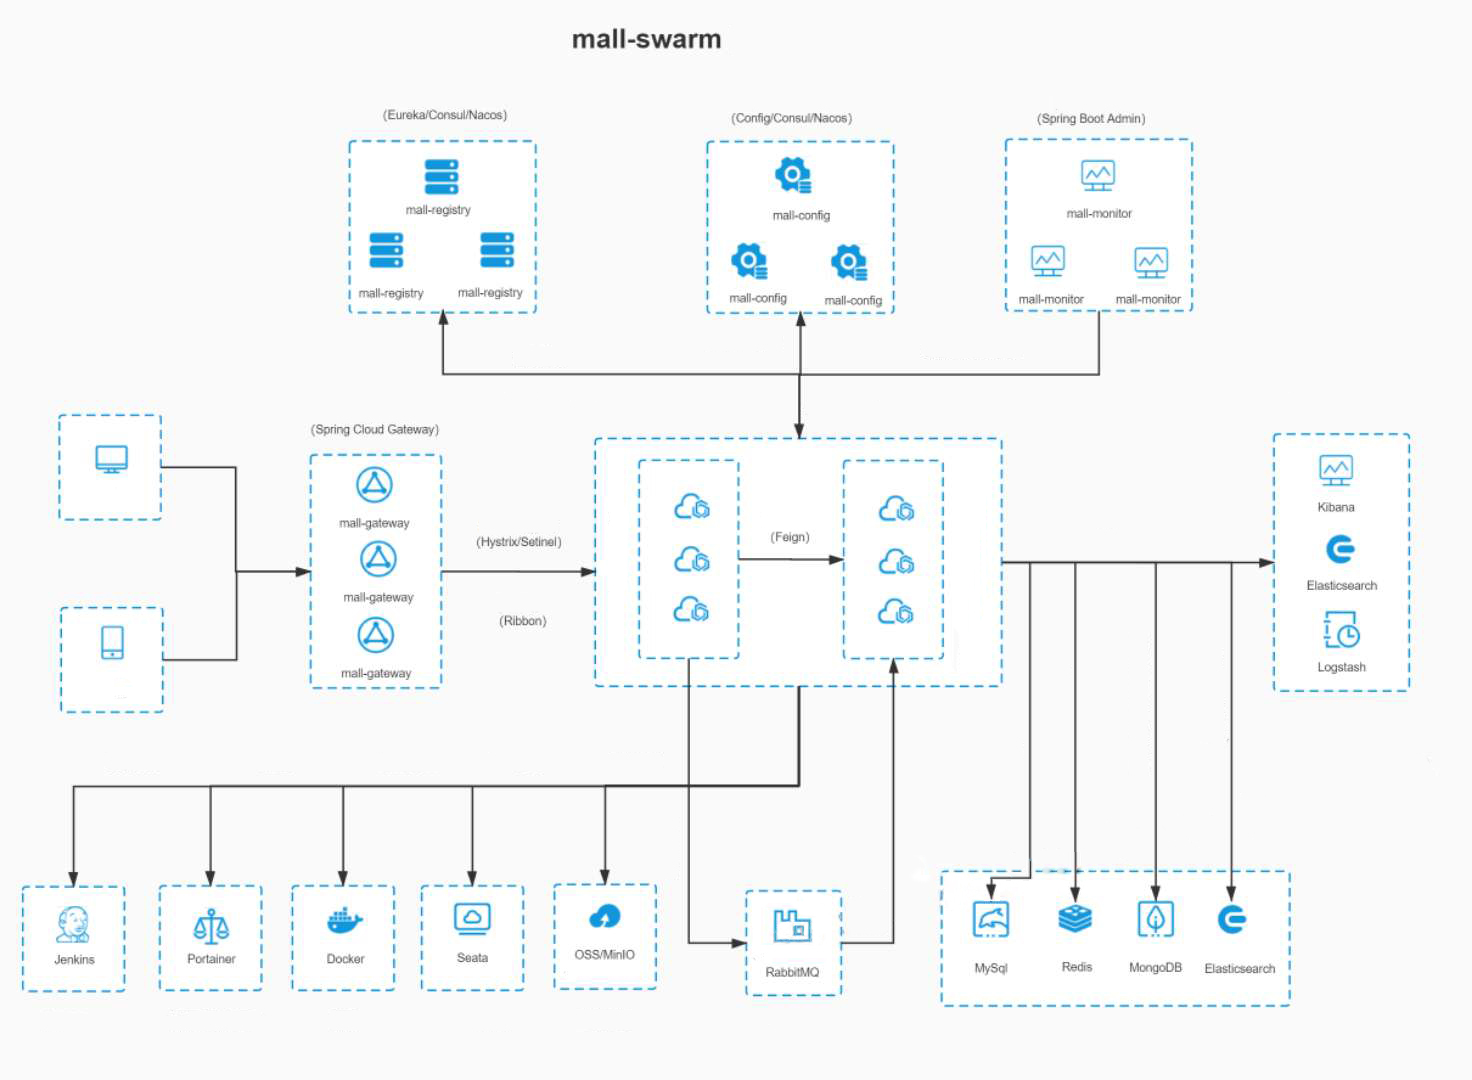 mall-swarm
(Eureka/Consul/Nacos)
(Config/Consul/Nacos)
(Spring Boot Admin)
mall-registry
mall-registry
mall-registry
mall-config
mall-config
mall-config
mall-monitor
mall-monitor
mall-monitor
(Spring Cloud Gateway)
mall-gateway
mall-gateway
mall-gateway
(Hystrix/Setinel)
(Ribbon)
(Feign)
Kibana
Elasticsearch
Logstash
Jenkins
Portainer
Docker
Seata
OSS/MinIO
RabbitMQ
MySql
Redis
MongoDB
Elasticsearch